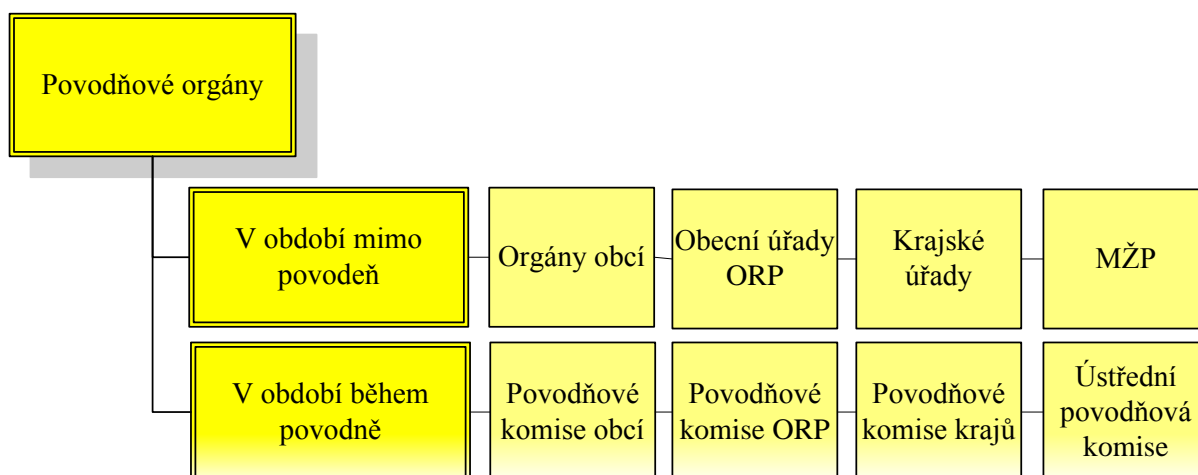 Povodňové orgány
V období mimo
povodeň
Orgány obcí
Obecní úřady
ORP
Krajské
úřady
MŽP
V období během
povodně
Povodňové
komise obcí
Povodňové
komise ORP
Povodňové
komise krajů
Ústřední
povodňová
komise